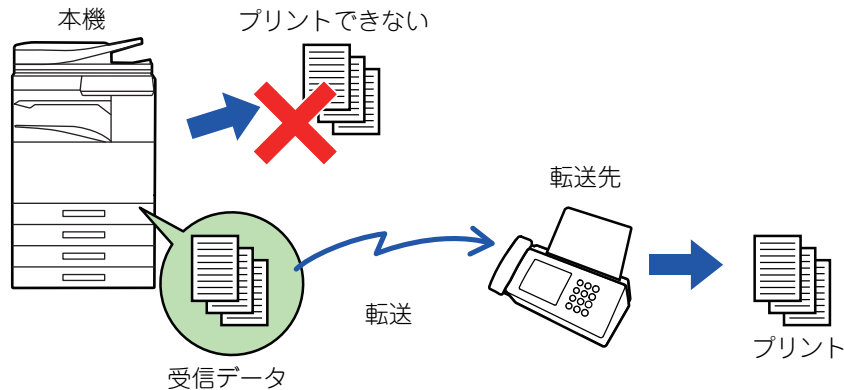 本機
プリントできない
転送先
転送
プリント
受信データ